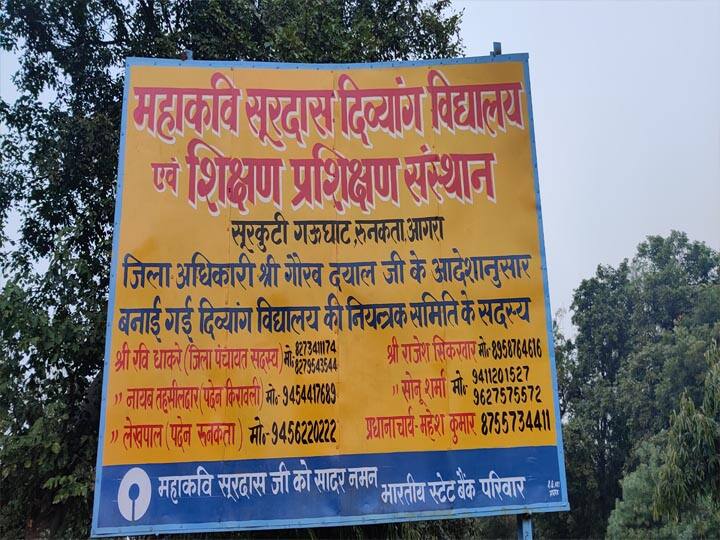 महाकवि सूरदास दिव्यांग विद्यालय
एवं शिक्षण प्रशिक्षण संस्थान
सूरकुटी गऊघाट, रुनकता, आगरा
जिला अधिकारी श्री गौरव दयाल जी के आदेशानुसार
बनाई गई दिव्यांग विद्यालय की नियन्त्रक समिति के सदस्य
श्री रवि धाकरे (जिला पंचायत सदस्य) मो॰ 8273411174
8279543544
" नायब तहसीलदार (पदेन किरावली) मो॰- 9454417689
" लेखपाल (पदेन रूनकता) मो॰- 9456220222
श्री राजेश सिकरवार मो॰- 8958764616
" सोनू शर्मा मो॰ 9411201527
9627575572
प्रधानाचार्य- महेश कुमार 8755734411
महाकवि सूरदास जी को सादर नमन भारतीय स्टेट बैंक परिवार